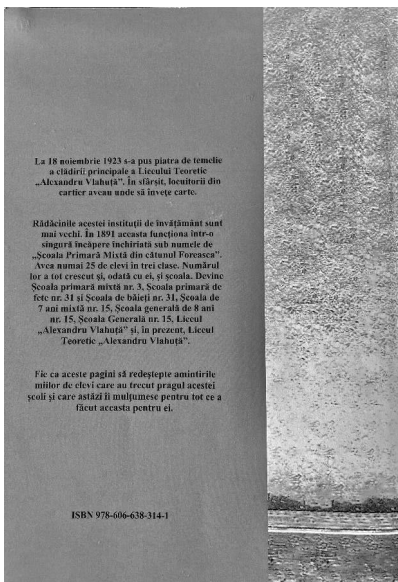 La 18 noiembrie 1923 s-a pus piatra de temelie
a clădirii principale a Liceului Teoretic
„Alexandru Vlahuță”. În sfârșit, locuitorii din
cartier aveau unde să învețe carte.
Rădăcinile acestei instituții de învățământ sunt
mai vechi. În 1891 aceasta funcționa într-o
singură încăpere închiriată sub numele de
„Școala Primară Mixtă din cătunul Foreasca”.
Avea numai 25 de elevi în trei clase. Numărul
lor a tot crescut și, odată cu ei, și școala. Devine
Școala primară mixtă nr. 3, Școala primară de
fete nr. 31 și Școala de băieți nr. 31, Școala de
7 ani mixtă nr. 15, Școala generală de 8 ani
nr. 15, Școala Generală nr. 15, Liceul
„Alexandru Vlahuță” și, în prezent, Liceul
Teoretic „Alexandru Vlahuță”.
Fie ca aceste pagini să redeștepte amintirile
miilor de elevi care au trecut pragul acestei
școli și care astăzi îi mulțumesc pentru tot ce a
făcut aceasta pentru ei.
ISBN 978-606-638-314-1